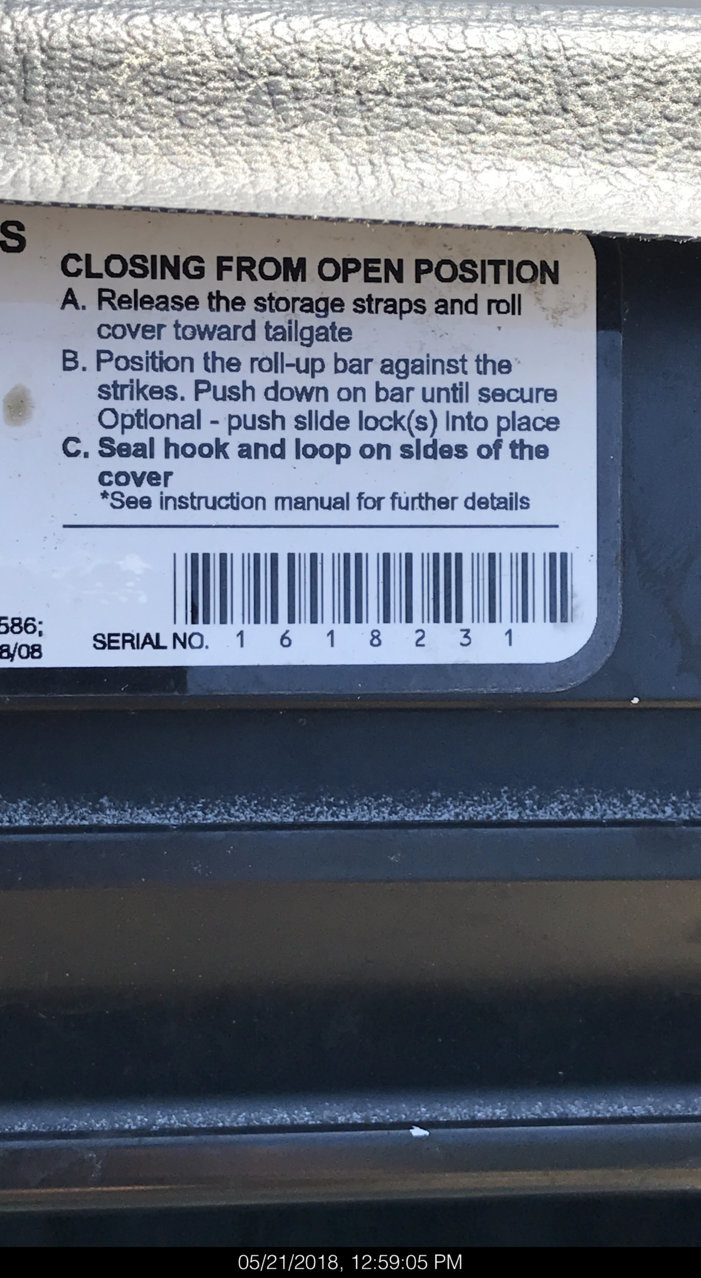 S
CLOSING FROM OPEN POSITION
A. Release the storage straps and roll
cover toward tailgate
B. Position the roll-up bar against the
strikes. Push down on bar until secure
Optional - push slide lock(s) into place
C. Seal hook and loop on sides of the
cover
*See instruction manual for further details
586;
8/08
SERIAL NO. 1 6 1 8 2 3 1
05/21/2018, 12:59:05 PM